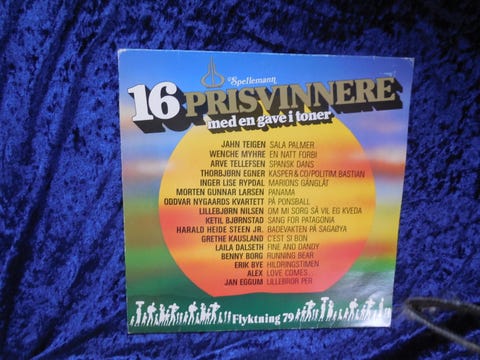 Spellemann
16 PRISVINNERE
med en gave i toner
JAHN TEIGEN SALA PALMER
WENCHE MYHRE EN NATT FORBI
ARVE TELLEFSEN SPANSK DANS
THORBJØRN EGNER KASPER & CO/POLITIM. BASTIAN
INGER LISE RYPDAL MARIONS GÅNGLÅT
MORTEN GUNNAR LARSEN PANAMA
ODDVAR NYGAARDS KVARTETT PÅ PONSBALL
LILLEBJØRN NILSEN OM MI SORG SÅ VIL EG KVEDA
KETIL BJØRNSTAD SANG FOR PATAGONIA
HARALD HEIDE STEEN JR. BADEVAKTEN PÅ SAGAØYA
GRETHE KAUSLAND C'EST SI BON
LAILA DALSETH FINE AND DANDY
BENNY BORG RUNNING BEAR
ERIK BYE HILDRINGSTIMEN
ALEX LOVE COMES...
JAN EGGUM LILLEBROR PER
Flyktning 79